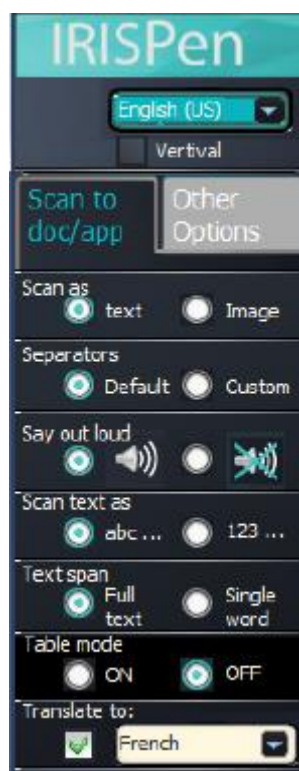 IRISPen
English (US)
Vertival
Scan to doc/app
Other Options
Scan as
text Image
Separators
Default Custom
Say out loud
Scan text as
abc ... 123 ...
Text span
Full text Single word
Table mode
ON OFF
Translate to:
French